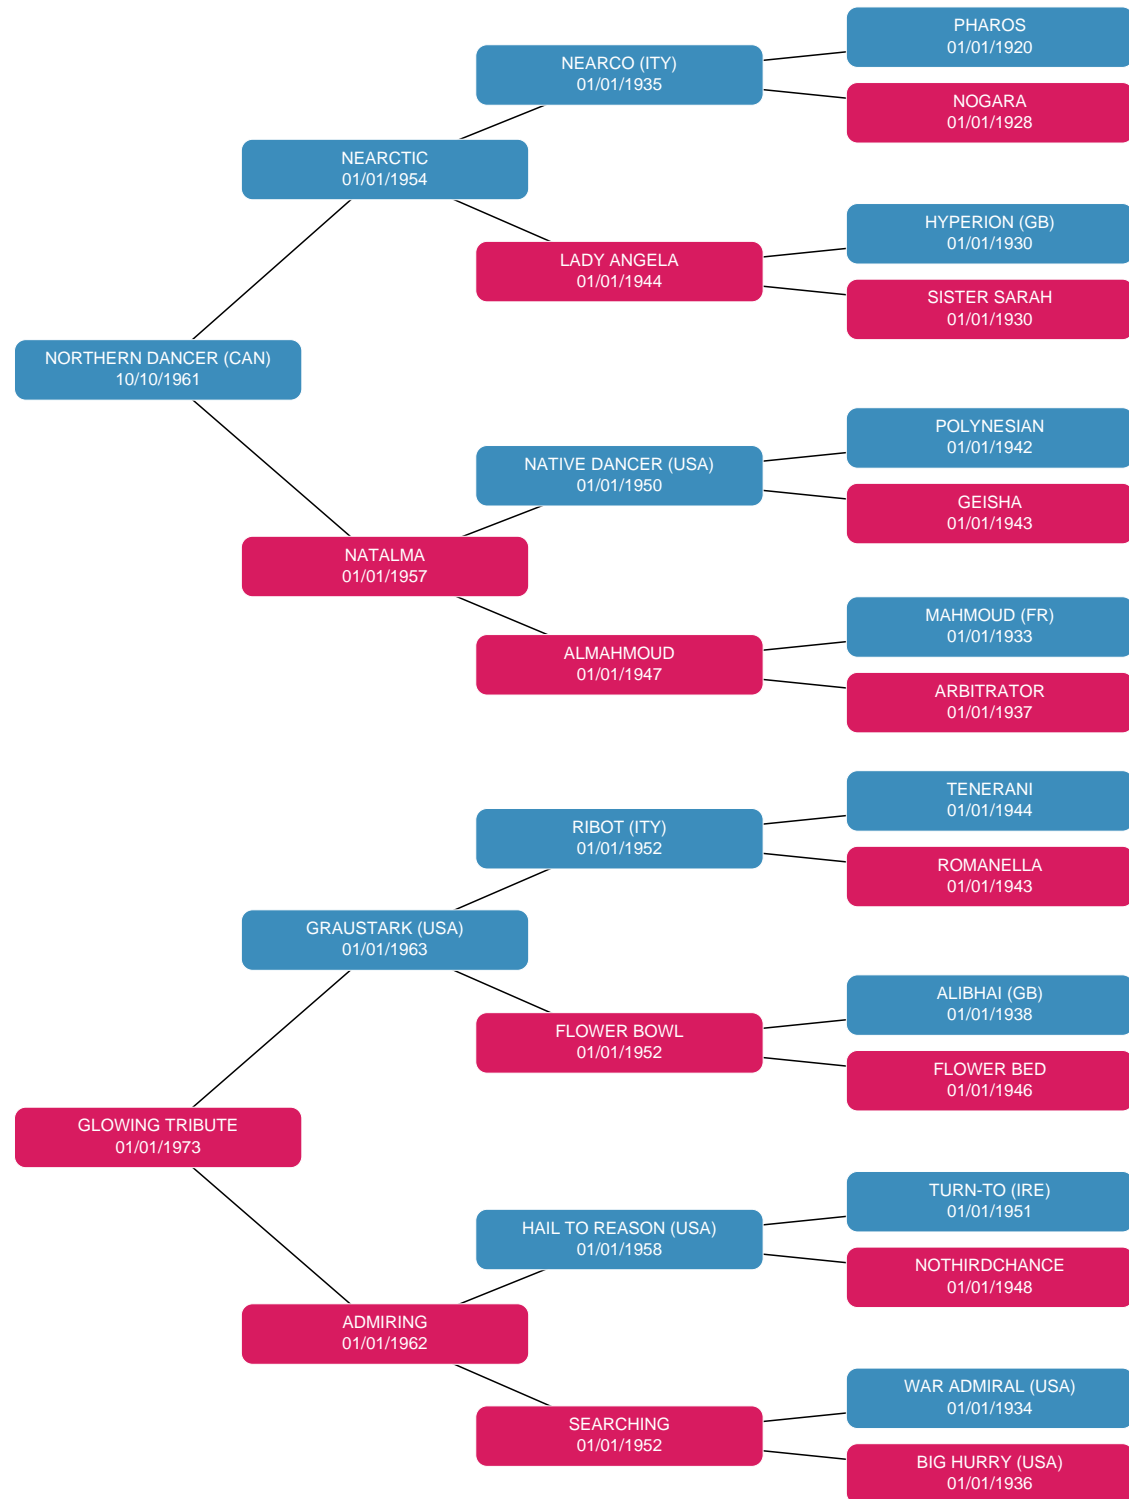 PHAROS
01/01/1920
NEARCO (ITY)
01/01/1935
NOGARA
01/01/1928
NEARCTIC
01/01/1954
HYPERION (GB)
01/01/1930
LADY ANGELA
01/01/1944
SISTER SARAH
01/01/1930
NORTHERN DANCER (CAN)
10/10/1961
POLYNESIAN
01/01/1942
NATIVE DANCER (USA)
01/01/1950
GEISHA
01/01/1943
NATALMA
01/01/1957
MAHMOUD (FR)
01/01/1933
ALMAHMOUD
01/01/1947
ARBITRATOR
01/01/1937
TENERANI
01/01/1944
RIBOT (ITY)
01/01/1952
ROMANELLA
01/01/1943
GRAUSTARK (USA)
01/01/1963
ALIBHAI (GB)
01/01/1938
FLOWER BOWL
01/01/1952
FLOWER BED
01/01/1946
GLOWING TRIBUTE
01/01/1973
TURN-TO (IRE)
01/01/1951
HAIL TO REASON (USA)
01/01/1958
NOTHIRDCHANCE
01/01/1948
ADMIRING
01/01/1962
WAR ADMIRAL (USA)
01/01/1934
SEARCHING
01/01/1952
BIG HURRY (USA)
01/01/1936